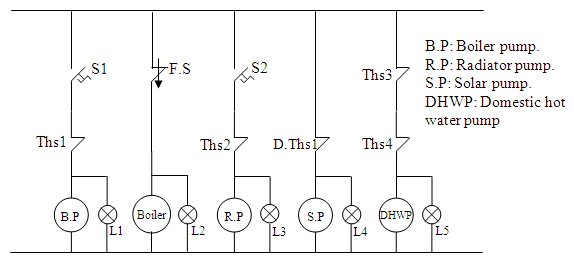 S1
F.S
S2
Ths3
B.P: Boiler pump.
R.P: Radiator pump.
S.P: Solar pump.
DHWP: Domestic hot
water pump
Ths1
Ths2
D.Ths1
Ths4
B.P
L1
Boiler
L2
R.P
L3
S.P
L4
DHWP
L5